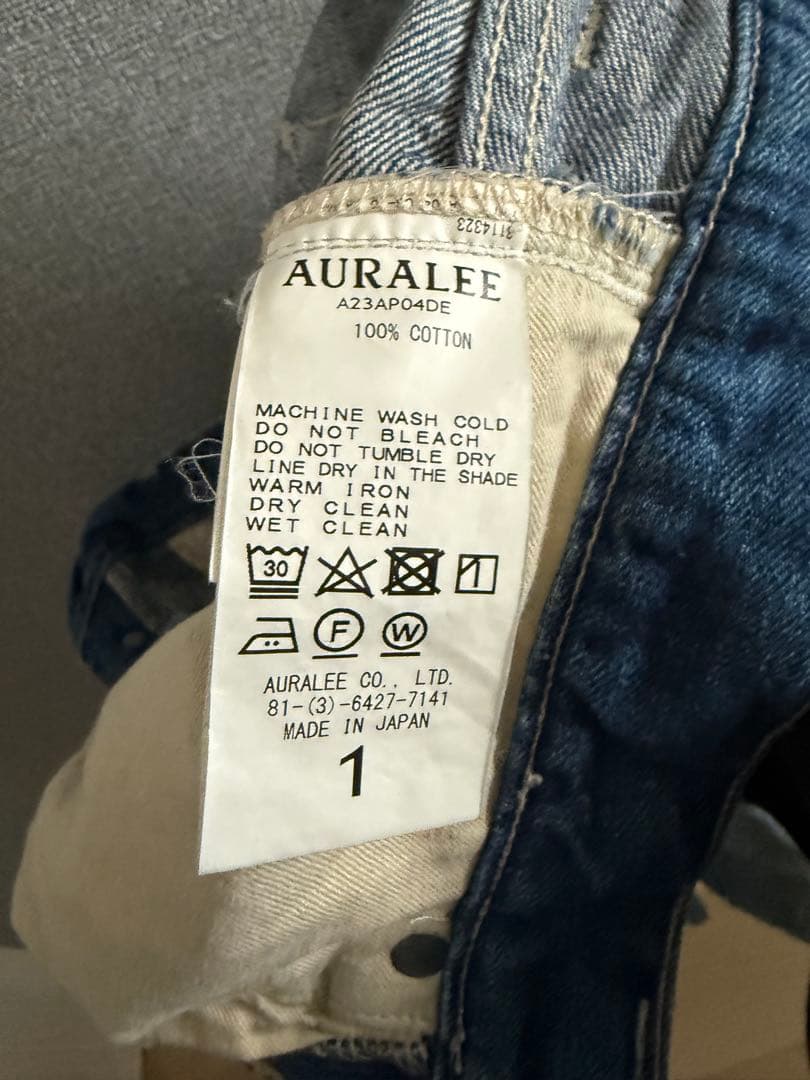 3114323
AURALEE
A23AP04DE
100% COTTON
MACHINE WASH COLD
DO NOT BLEACH
DO NOT TUMBLE DRY
LINE DRY IN THE SHADE
WARM IRON
DRY CLEAN
WET CLEAN
30
F W
AURALEE CO., LTD.
81-(3)-6427-7141
MADE IN JAPAN
1